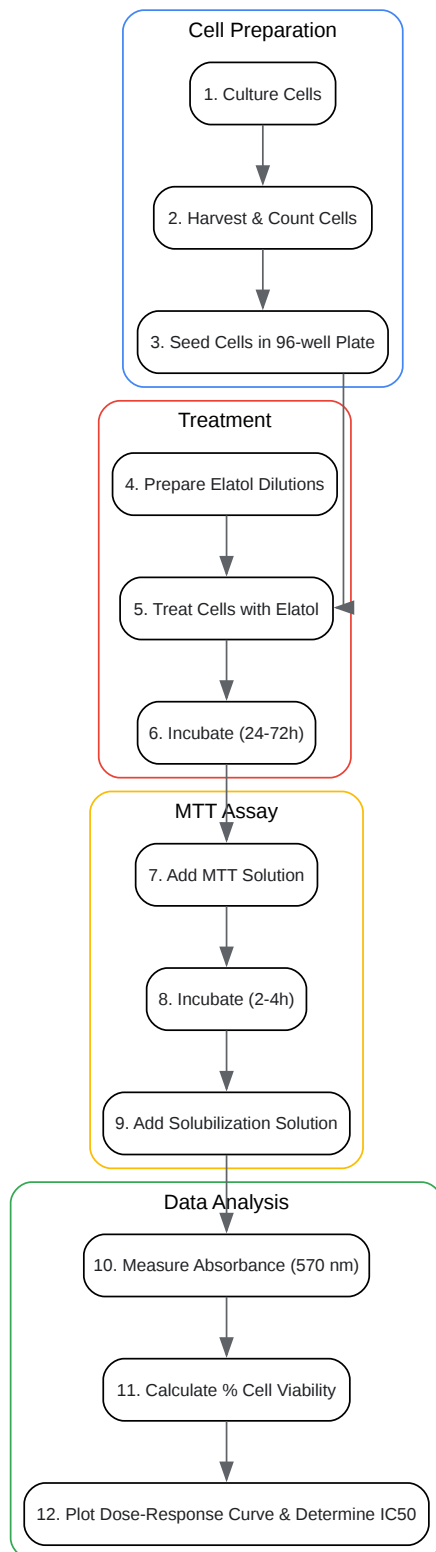 Cell Preparation
1. Culture Cells
2. Harvest & Count Cells
3. Seed Cells in 96-well Plate
Treatment
4. Prepare Elatol Dilutions
5. Treat Cells with Elatol
6. Incubate (24-72h)
MTT Assay
7. Add MTT Solution
8. Incubate (2-4h)
9. Add Solubilization Solution
Data Analysis
10. Measure Absorbance (570 nm)
11. Calculate % Cell Viability
12. Plot Dose-Response Curve & Determine IC50